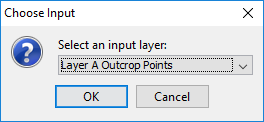 Choose Input
Select an input layer:
Layer A Outcrop Points
OK
Cancel